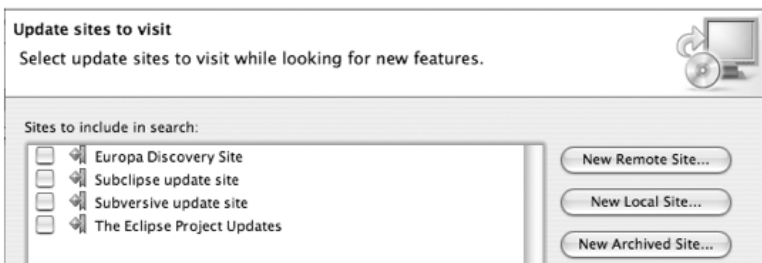 Update sites to visit
Select update sites to visit while looking for new features.
Sites to include in search:
Europa Discovery Site
Subclipse update site
Subversive update site
The Eclipse Project Updates
New Remote Site...
New Local Site...
New Archived Site...